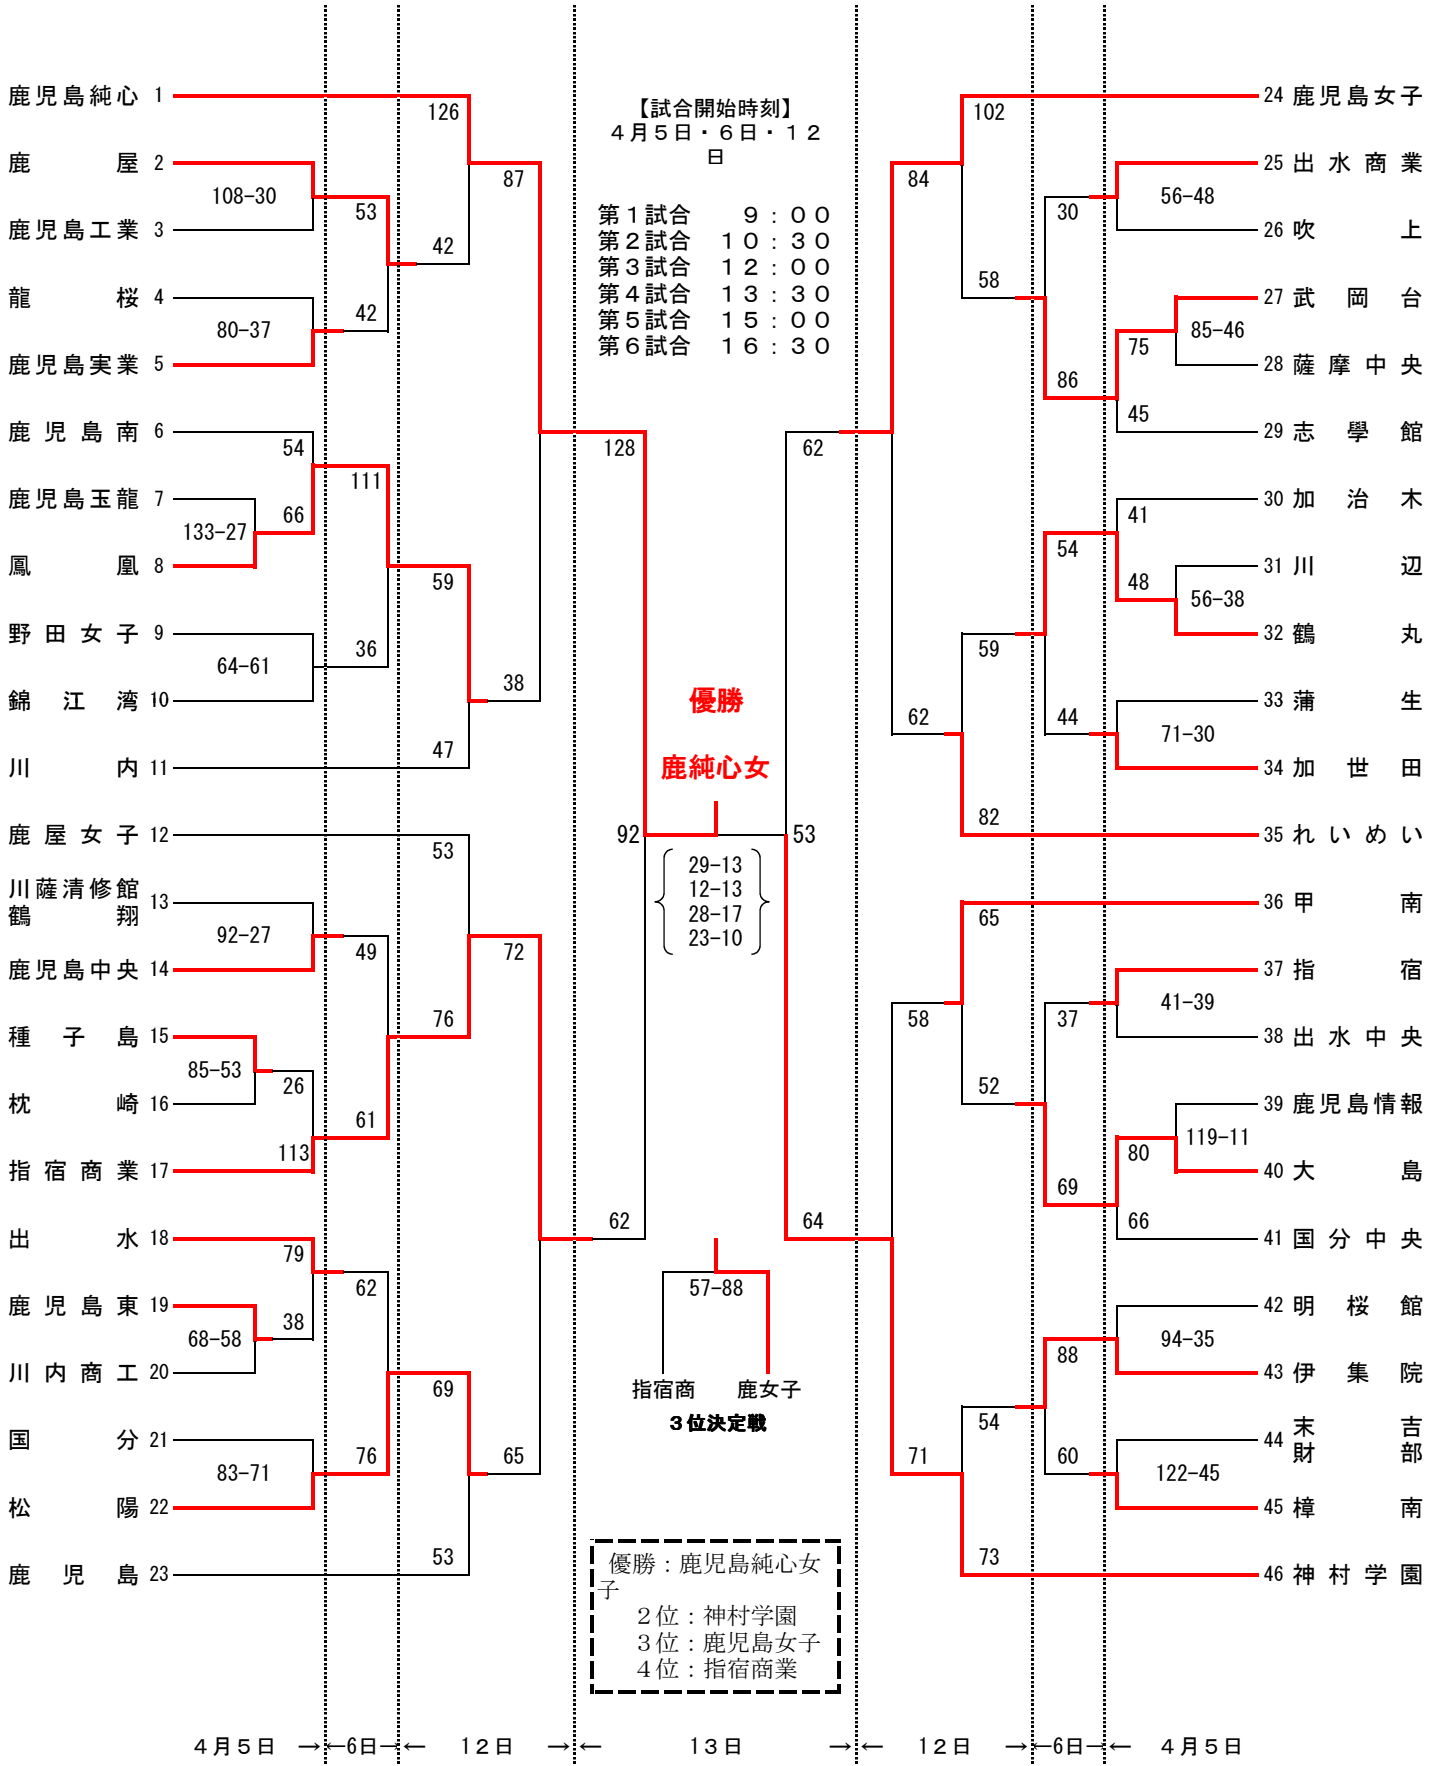 鹿児島純心 1
鹿屋 2
鹿児島工業 3
龍桜 4
鹿児島実業 5
鹿児島南 6
鹿児島玉龍 7
鳳凰 8
野田女子 9
錦江湾 10
川内 11
鹿屋女子 12
川薩清修館
鶴翔
13
鹿児島中央 14
種子島 15
枕崎 16
指宿商業 17
出水 18
鹿児島東 19
川内商工 20
国分 21
松陽 22
鹿児島 23
108-30
80-37
54
66
133-27
64-61
92-27
85-53
26
113
79
38
68-58
83-71
53
42
111
36
49
61
62
76
126
42
59
47
53
76
69
53
87
38
72
65
128
62
【試合開始時刻】
4月5日・6日・12
日
第1試合 9:00
第2試合 10:30
第3試合 12:00
第4試合 13:30
第5試合 15:00
第6試合 16:30
優勝
鹿純心女
92
53
29-13
12-13
28-17
23-10
57-88
指宿商 鹿女子
3位決定戦
優勝：鹿児島純心女
子
2位：神村学園
3位：鹿児島女子
4位：指宿商業
62
64
84
62
58
71
102
58
59
82
65
52
54
73
30
86
54
44
37
69
88
60
56-48
85-46
75
45
41
48
56-38
71-30
41-39
119-11
80
66
94-35
122-45
24 鹿児島女子
25 出水商業
26 吹上
27 武岡台
28 薩摩中央
29 志學館
30 加治木
31 川辺
32 鶴丸
33 蒲生
34 加世田
35 れいめい
36 甲南
37 指宿
38 出水中央
39 鹿児島情報
40 大島
41 国分中央
42 明桜館
43 伊集院
44
末吉
財部
45 樟南
46 神村学園
4月5日 →←6日→← 12日 →← 13日 →← 12日 →←6日→← 4月5日